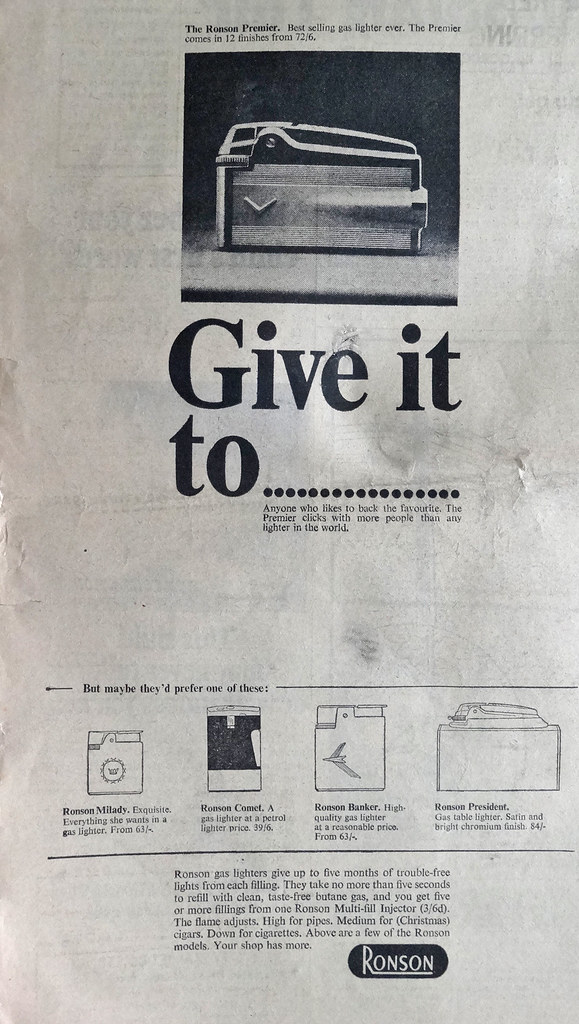 The Ronson Premier. Best selling gas lighter ever. The Premier
comes in 12 finishes from 72/6.
Give it
to..................
Anyone who likes to back the favourite. The
Premier clicks with more people than any
lighter in the world.
But maybe they'd prefer one of these:
Ronson Milady. Exquisite.
Everything she wants in a
gas lighter. From 63/-.
Ronson Comet. A
gas lighter at a petrol
lighter price. 39/6.
Ronson Banker. High-
quality gas lighter
at a reasonable price.
From 63/-.
Ronson President.
Gas table lighter. Satin and
bright chromium finish. 84/-
Ronson gas lighters give up to five months of trouble-free
lights from each filling. They take no more than five seconds
to refill with clean, taste-free butane gas, and you get five
or more fillings from one Ronson Multi-fill Injector (3/6d).
The flame adjusts. High for pipes. Medium for (Christmas)
cigars. Down for cigarettes. Above are a few of the Ronson
models. Your shop has more.
RONSON